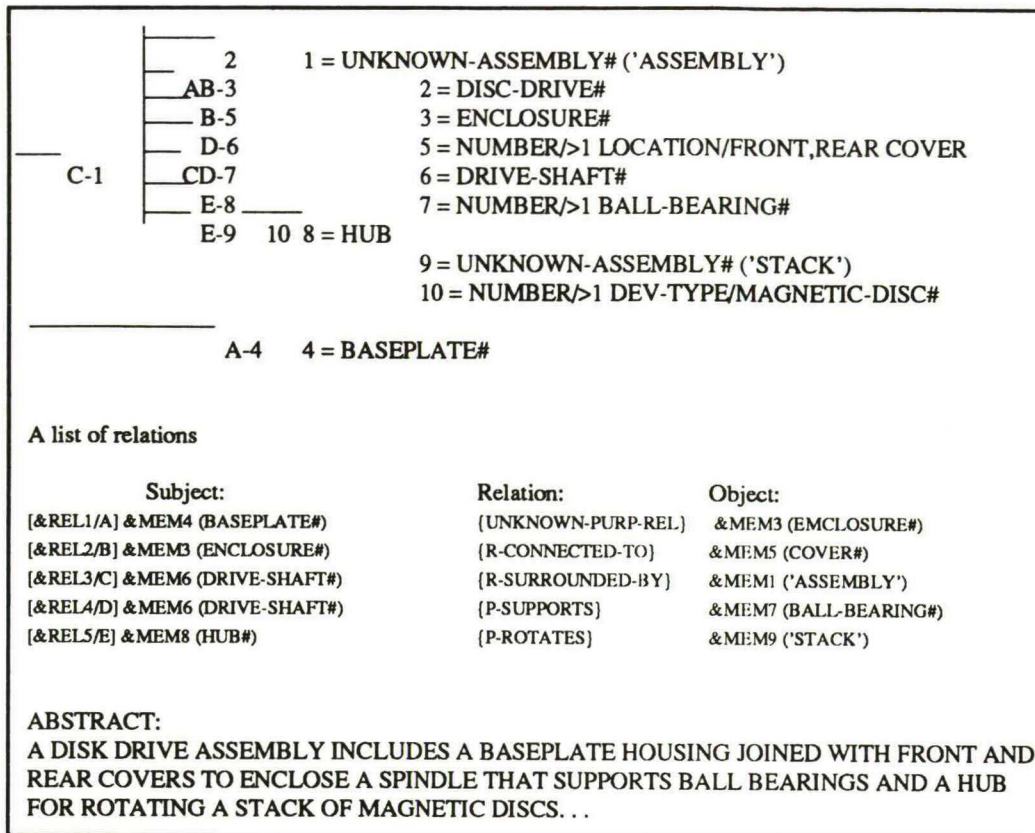 2 1 = UNKNOWN-ASSEMBLY# ('ASSEMBLY')
AB-3 2 = DISC-DRIVE#
B-5 3 = ENCLOSURE#
D-6 5 = NUMBER/>1 LOCATION/FRONT,REAR COVER
C-1 CD-7 6 = DRIVE-SHAFT#
E-8 7 = NUMBER/>1 BALL-BEARING#
E-9 10 8 = HUB
9 = UNKNOWN-ASSEMBLY# ('STACK')
10 = NUMBER/>1 DEV-TYPE/MAGNETIC-DISC#
A-4 4 = BASEPLATE#
A list of relations
Subject: Relation: Object:
[&REL1/A] &MEM4 (BASEPLATE#) {UNKNOWN-PURP-REL} &MEM3 (EMCLOSURE#)
[&REL2/B] &MEM3 (ENCLOSURE#) {R-CONNECTED-TO} &MEM5 (COVER#)
[&REL3/C] &MEM6 (DRIVE-SHAFT#) {R-SURROUNDED-BY} &MEM1 ('ASSEMBLY')
[&REL4/D] &MEM6 (DRIVE-SHAFT#) {P-SUPPORTS} &MEM7 (BALL-BEARING#)
[&REL5/E] &MEM8 (HUB#) {P-ROTATES} &MEM9 ('STACK')
ABSTRACT:
A DISK DRIVE ASSEMBLY INCLUDES A BASEPLATE HOUSING JOINED WITH FRONT AND
REAR COVERS TO ENCLOSE A SPINDLE THAT SUPPORTS BALL BEARINGS AND A HUB
FOR ROTATING A STACK OF MAGNETIC DISCS. . .